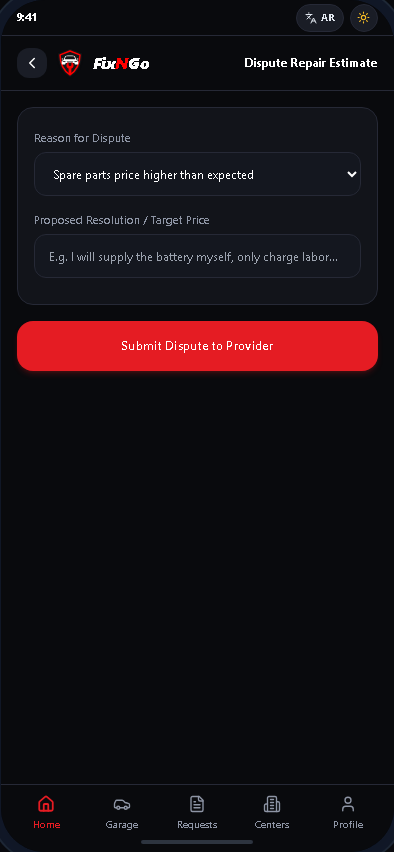 9:41
AR
FixNGo
Dispute Repair Estimate
Reason for Dispute
Spare parts price higher than expected
Proposed Resolution / Target Price
E.g. I will supply the battery myself, only charge labor...
Submit Dispute to Provider
Home
Garage
Requests
Centers
Profile